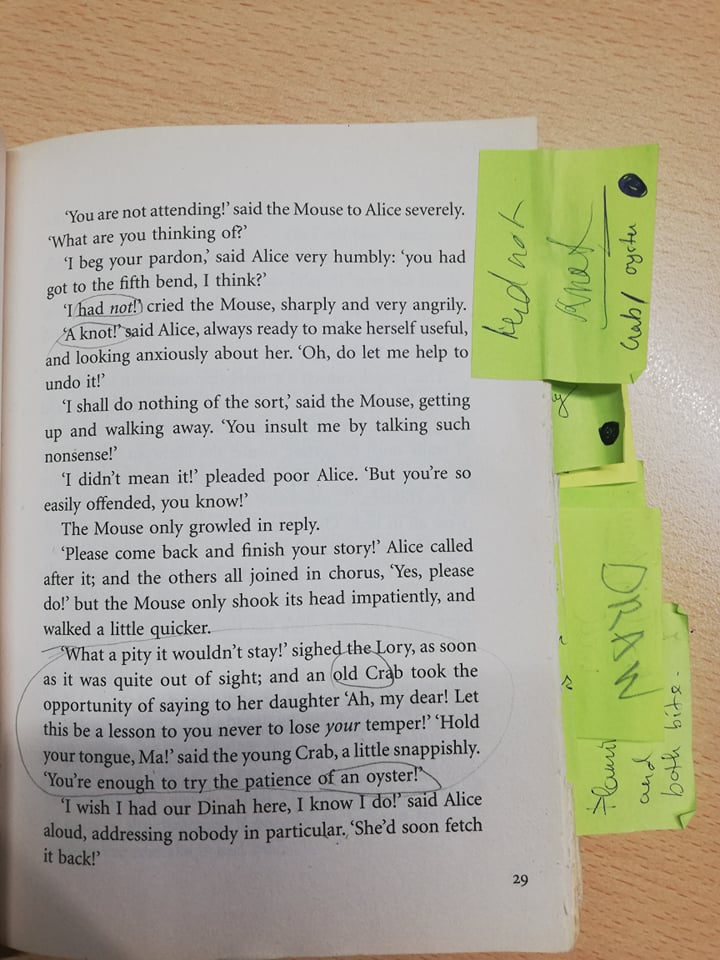 ‘You are not attending!’ said the Mouse to Alice severely.
‘What are you thinking of?’
‘I beg your pardon,’ said Alice very humbly: ‘you had
got to the fifth bend, I think?’
‘I had not!’ cried the Mouse, sharply and very angrily.
‘A knot!’ said Alice, always ready to make herself useful,
and looking anxiously about her. ‘Oh, do let me help to
undo it!’
‘I shall do nothing of the sort,’ said the Mouse, getting
up and walking away. ‘You insult me by talking such
nonsense!’
‘I didn’t mean it!’ pleaded poor Alice. ‘But you’re so
easily offended, you know!’
The Mouse only growled in reply.
‘Please come back and finish your story!’ Alice called
after it; and the others all joined in chorus, ‘Yes, please
do!’ but the Mouse only shook its head impatiently, and
walked a little quicker.
‘What a pity it wouldn’t stay!’ sighed the Lory, as soon
as it was quite out of sight; and an old Crab took the
opportunity of saying to her daughter ‘Ah, my dear! Let
this be a lesson to you never to lose your temper!’ ‘Hold
your tongue, Ma!’ said the young Crab, a little snappishly.
‘You’re enough to try the patience of an oyster!’
‘I wish I had our Dinah here, I know I do!’ said Alice
aloud, addressing nobody in particular. ‘She’d soon fetch
it back!’
29
had not
knot
crab/ oyster
and
both bite.